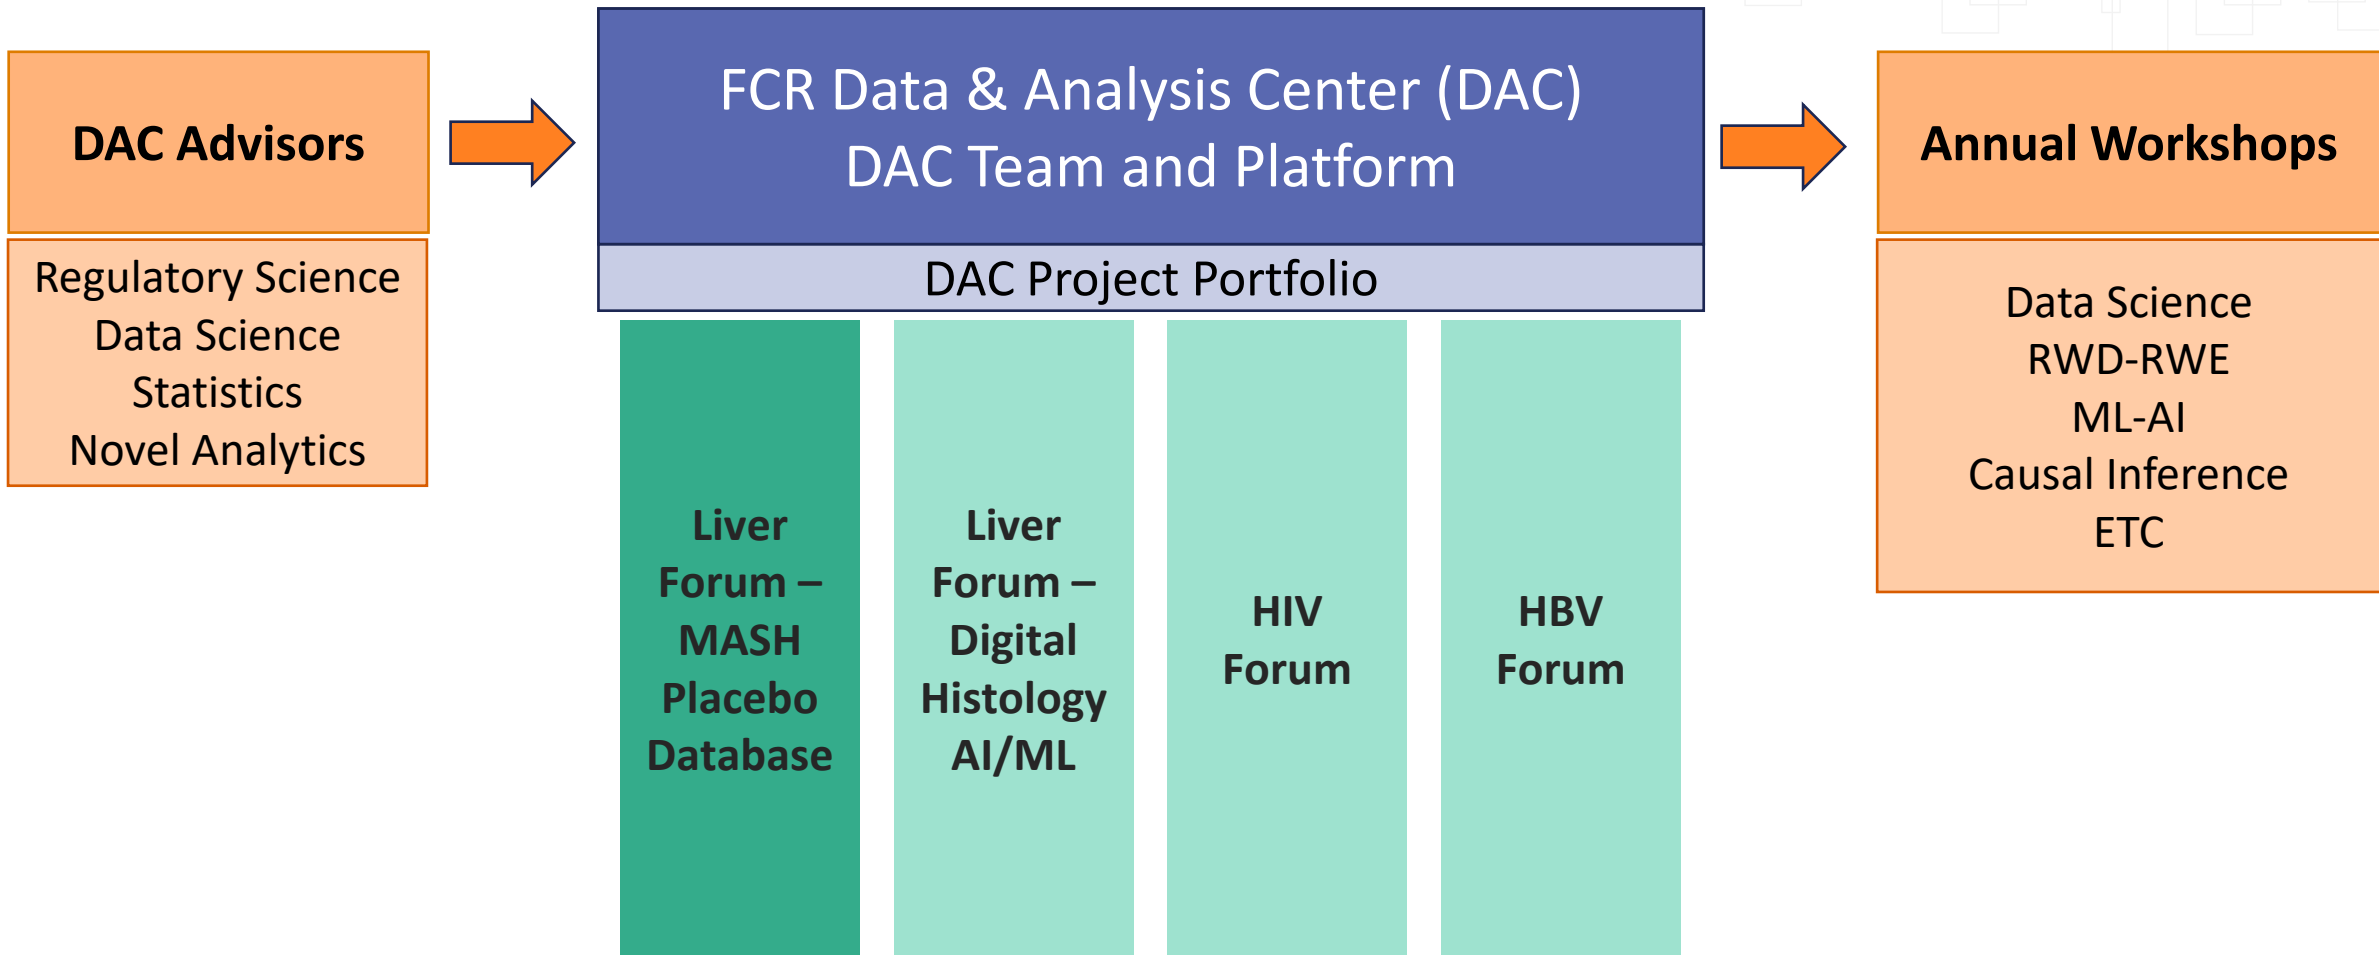 DAC Advisors
Regulatory Science
Data Science
Statistics
Novel Analytics
FCR Data & Analysis Center (DAC)
DAC Team and Platform
DAC Project Portfolio
Liver
Forum –
MASH
Placebo
Database
Liver
Forum –
Digital
Histology
AI/ML
HIV
Forum
HBV
Forum
Annual Workshops
Data Science
RWD-RWE
ML-AI
Causal Inference
ETC